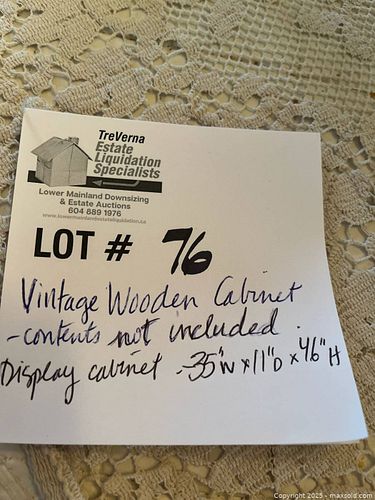 TreVerna
Estate
Liquidation
Specialists
Lower Mainland Downsizing
& Estate Auctions
604 889 1976
www.lowermainlandestateliquidation.ca
LOT # 76
Vintage Wooden Cabinet
- contents not included.
Display cabinet - 35"W x 11"D x 46"H
Copyright © 2025 - maxsold.com